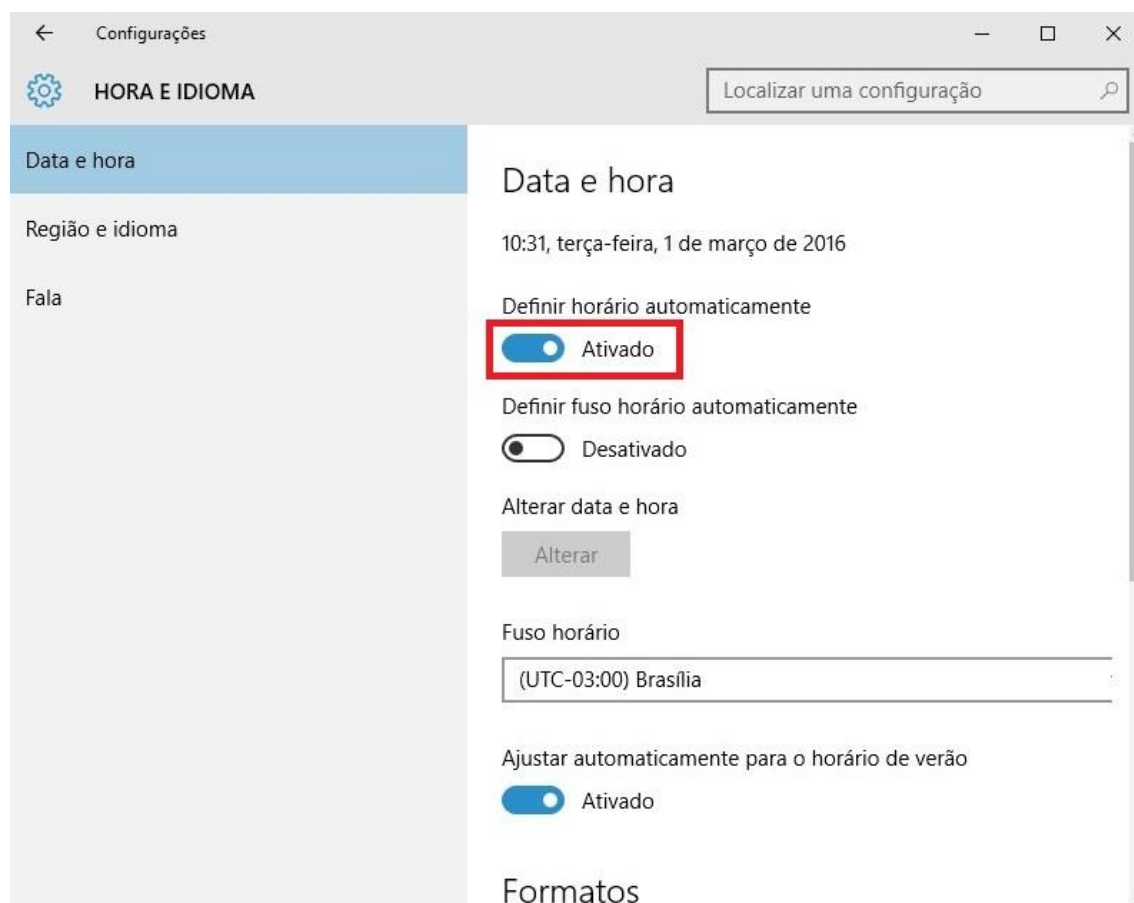 Configurações
HORA E IDIOMA
Localizar uma configuração
Data e hora
Região e idioma
Fala
Data e hora
10:31, terça-feira, 1 de março de 2016
Definir horário automaticamente
Ativado
Definir fuso horário automaticamente
Desativado
Alterar data e hora
Alterar
Fuso horário
(UTC-03:00) Brasília
Ajustar automaticamente para o horário de verão
Ativado
Formatos